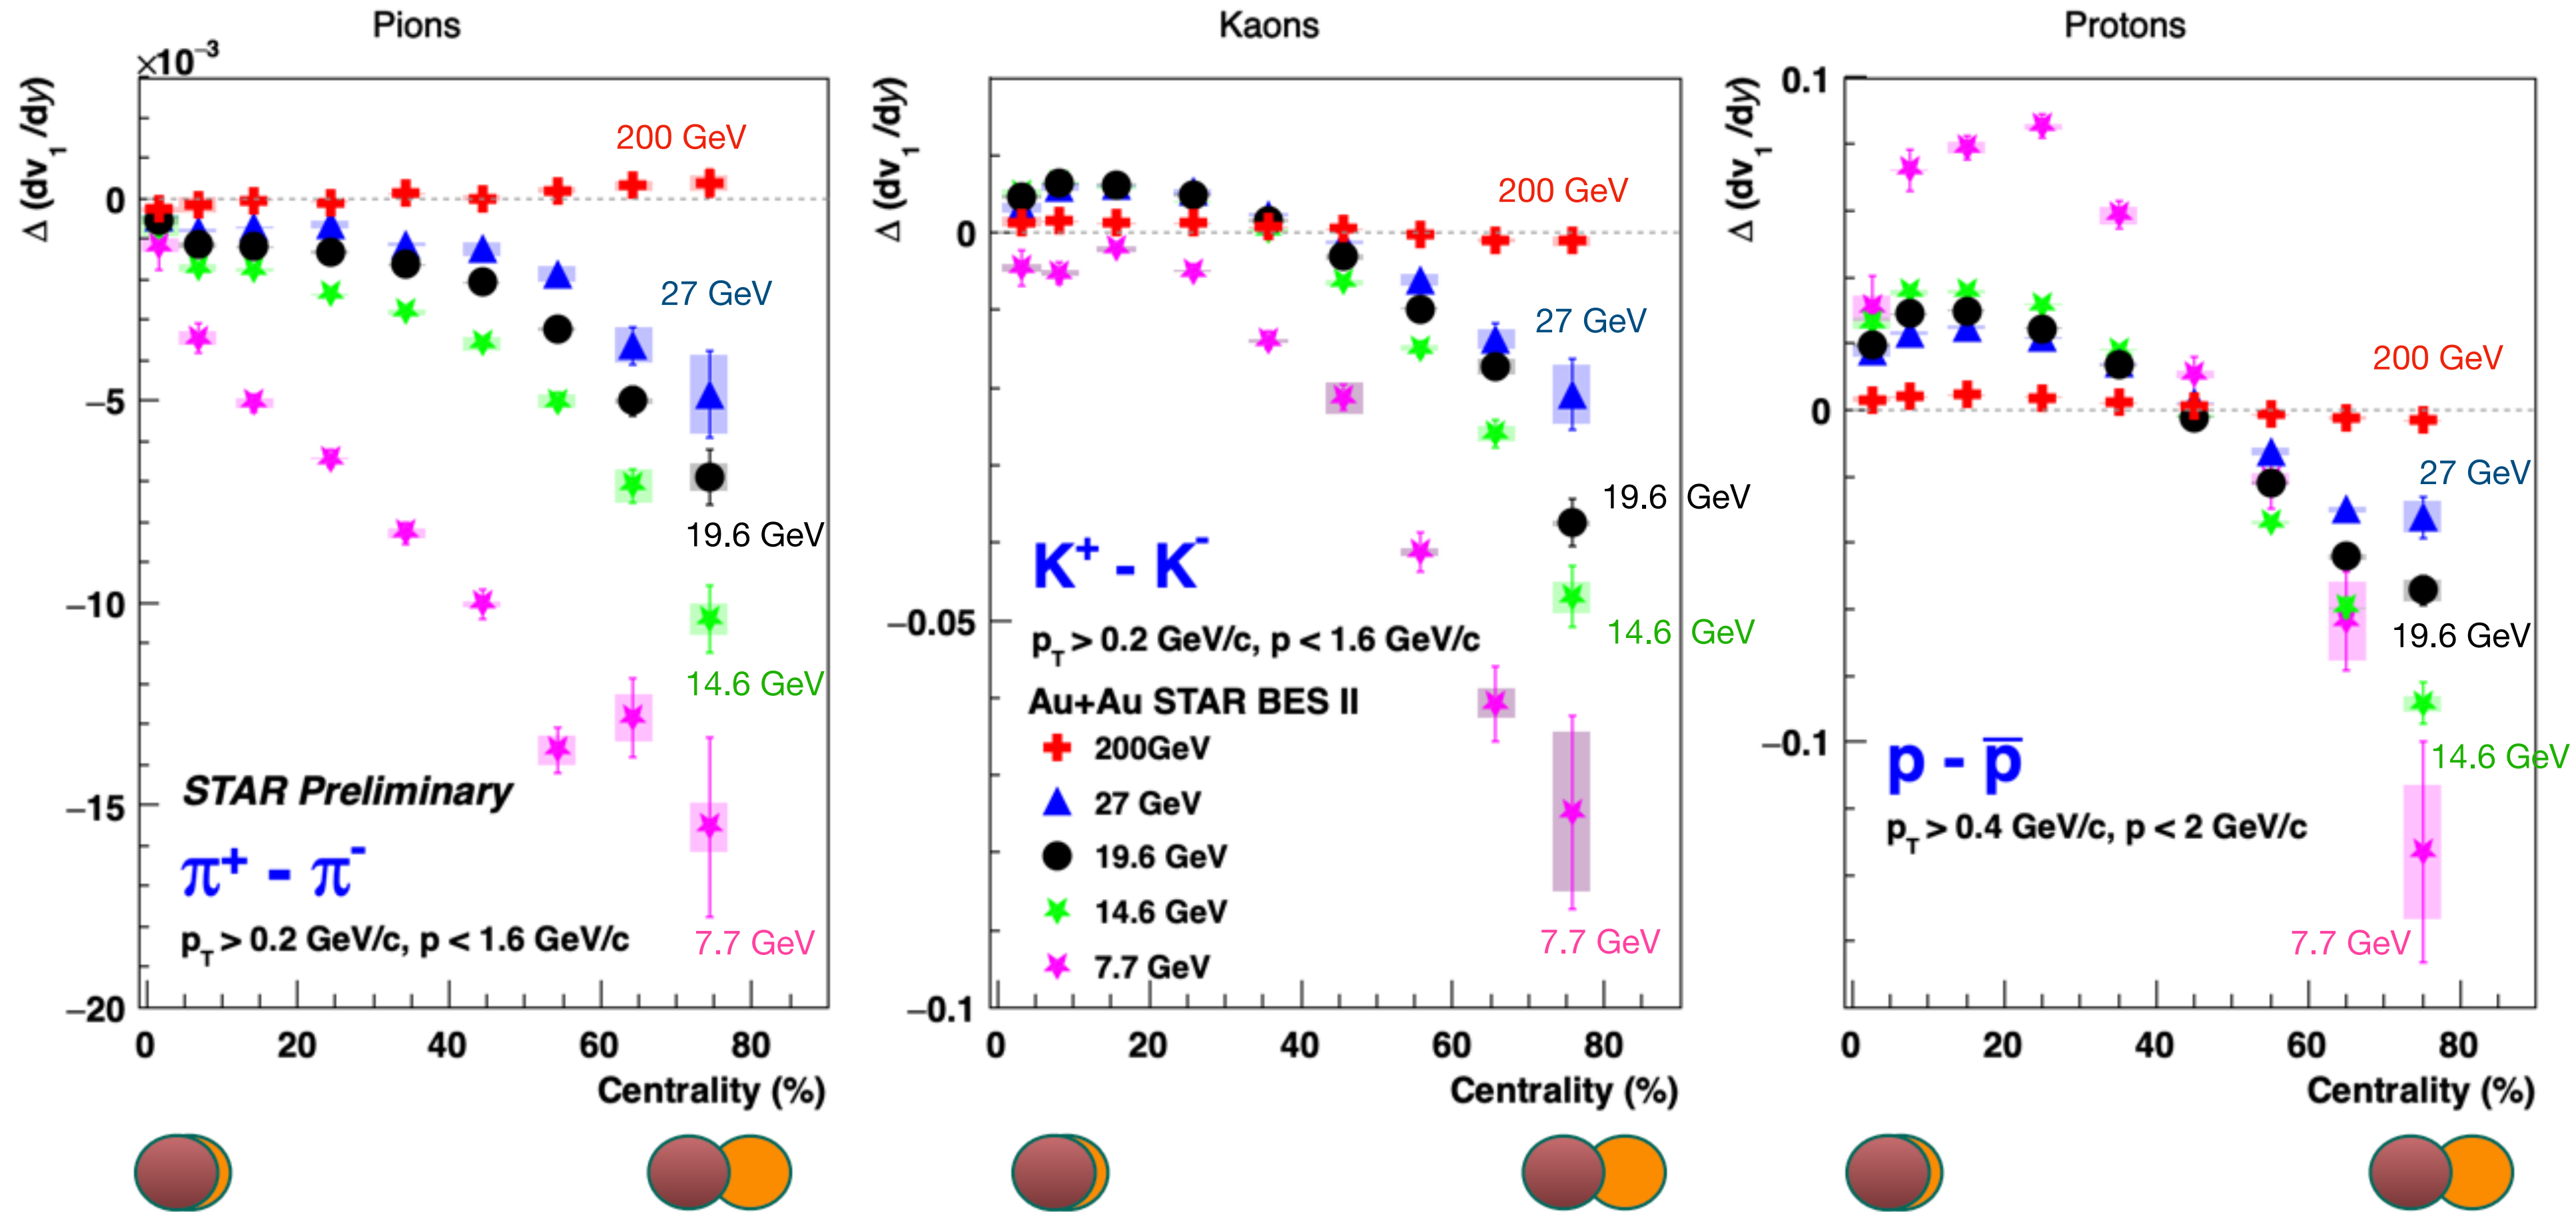 Pions
×10⁻³
Δ (dv₁/dy)
0
−5
−10
−15
−20
200 GeV
27 GeV
19.6 GeV
14.6 GeV
7.7 GeV
STAR Preliminary
π⁺ - π⁻
p_T > 0.2 GeV/c, p < 1.6 GeV/c
0 20 40 60 80
Centrality (%)
Kaons
Δ (dv₁/dy)
0
−0.05
−0.1
200 GeV
27 GeV
19.6 GeV
14.6 GeV
7.7 GeV
K⁺ - K⁻
p_T > 0.2 GeV/c, p < 1.6 GeV/c
Au+Au STAR BES II
200GeV
27 GeV
19.6 GeV
14.6 GeV
7.7 GeV
0 20 40 60 80
Centrality (%)
Protons
Δ (dv₁/dy)
0.1
0
−0.1
200 GeV
27 GeV
19.6 GeV
14.6 GeV
7.7 GeV
p - p̅
p_T > 0.4 GeV/c, p < 2 GeV/c
0 20 40 60 80
Centrality (%)